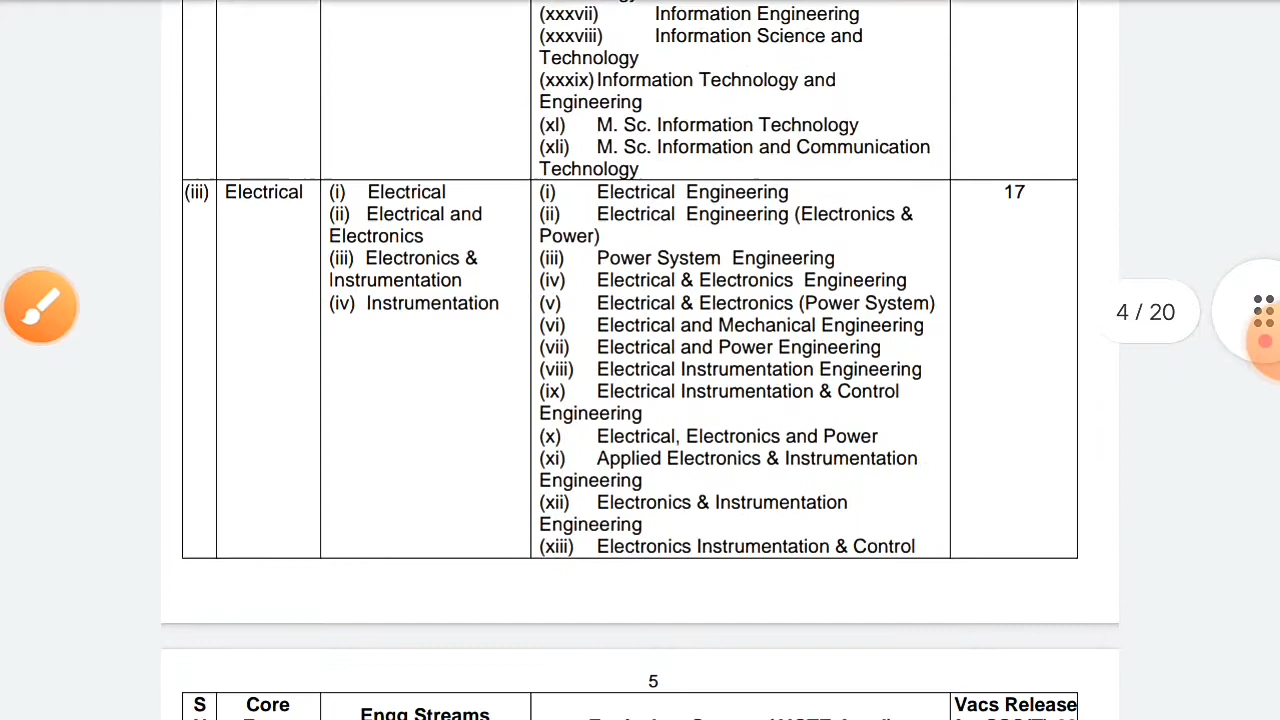 (xxxvii) Information Engineering
(xxxviii) Information Science and
Technology
(xxxix) Information Technology and
Engineering
(xl) M. Sc. Information Technology
(xli) M. Sc. Information and Communication
Technology
(iii) Electrical
(i) Electrical
(ii) Electrical and
Electronics
(iii) Electronics &
Instrumentation
(iv) Instrumentation
(i) Electrical Engineering
(ii) Electrical Engineering (Electronics &
Power)
(iii) Power System Engineering
(iv) Electrical & Electronics Engineering
(v) Electrical & Electronics (Power System)
(vi) Electrical and Mechanical Engineering
(vii) Electrical and Power Engineering
(viii) Electrical Instrumentation Engineering
(ix) Electrical Instrumentation & Control
Engineering
(x) Electrical, Electronics and Power
(xi) Applied Electronics & Instrumentation
Engineering
(xii) Electronics & Instrumentation
Engineering
(xiii) Electronics Instrumentation & Control
17
4 / 20
5
S
Core
Engg Streams
Vacs Release